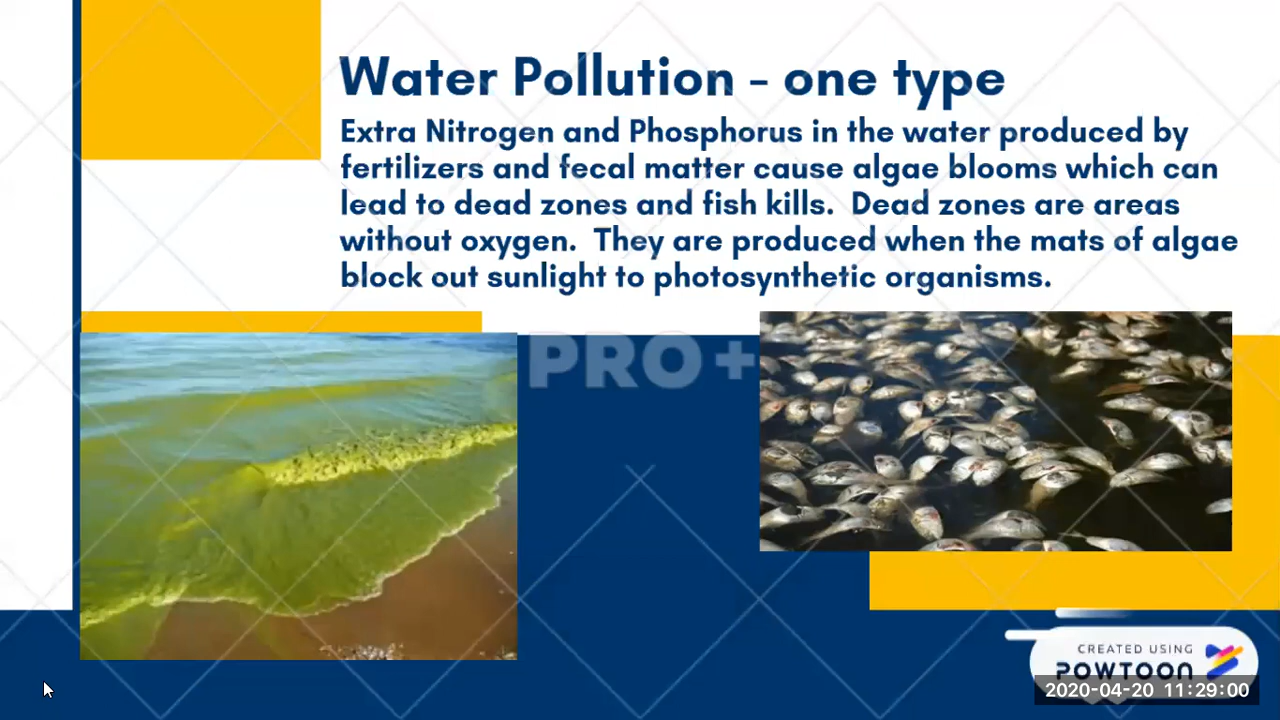 Water Pollution - one type
Extra Nitrogen and Phosphorus in the water produced by
fertilizers and fecal matter cause algae blooms which can
lead to dead zones and fish kills.  Dead zones are areas
without oxygen.  They are produced when the mats of algae
block out sunlight to photosynthetic organisms.
PRO+
CREATED USING
POWTOON
2020-04-20 11:29:00